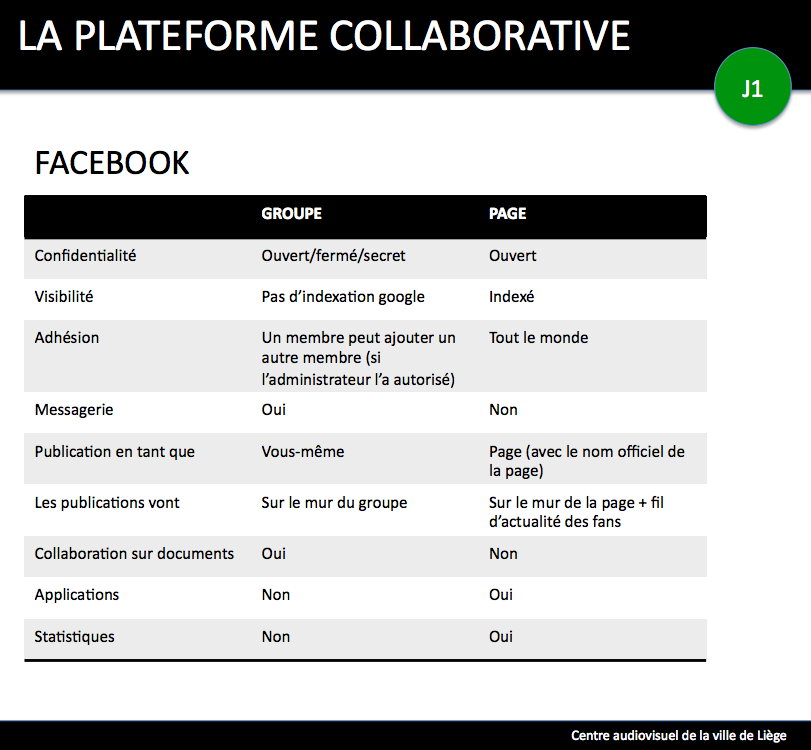 LA PLATEFORME COLLABORATIVE
J1
FACEBOOK
GROUPE PAGE
Confidentialité Ouvert/fermé/secret Ouvert
Visibilité Pas d’indexation google Indexé
Adhésion Un membre peut ajouter un Tout le monde
autre membre (si
l’administrateur l’a autorisé)
Messagerie Oui Non
Publication en tant que Vous-même Page (avec le nom officiel de
la page)
Les publications vont Sur le mur du groupe Sur le mur de la page + fil
d’actualité des fans
Collaboration sur documents Oui Non
Applications Non Oui
Statistiques Non Oui
Centre audiovisuel de la ville de Liège